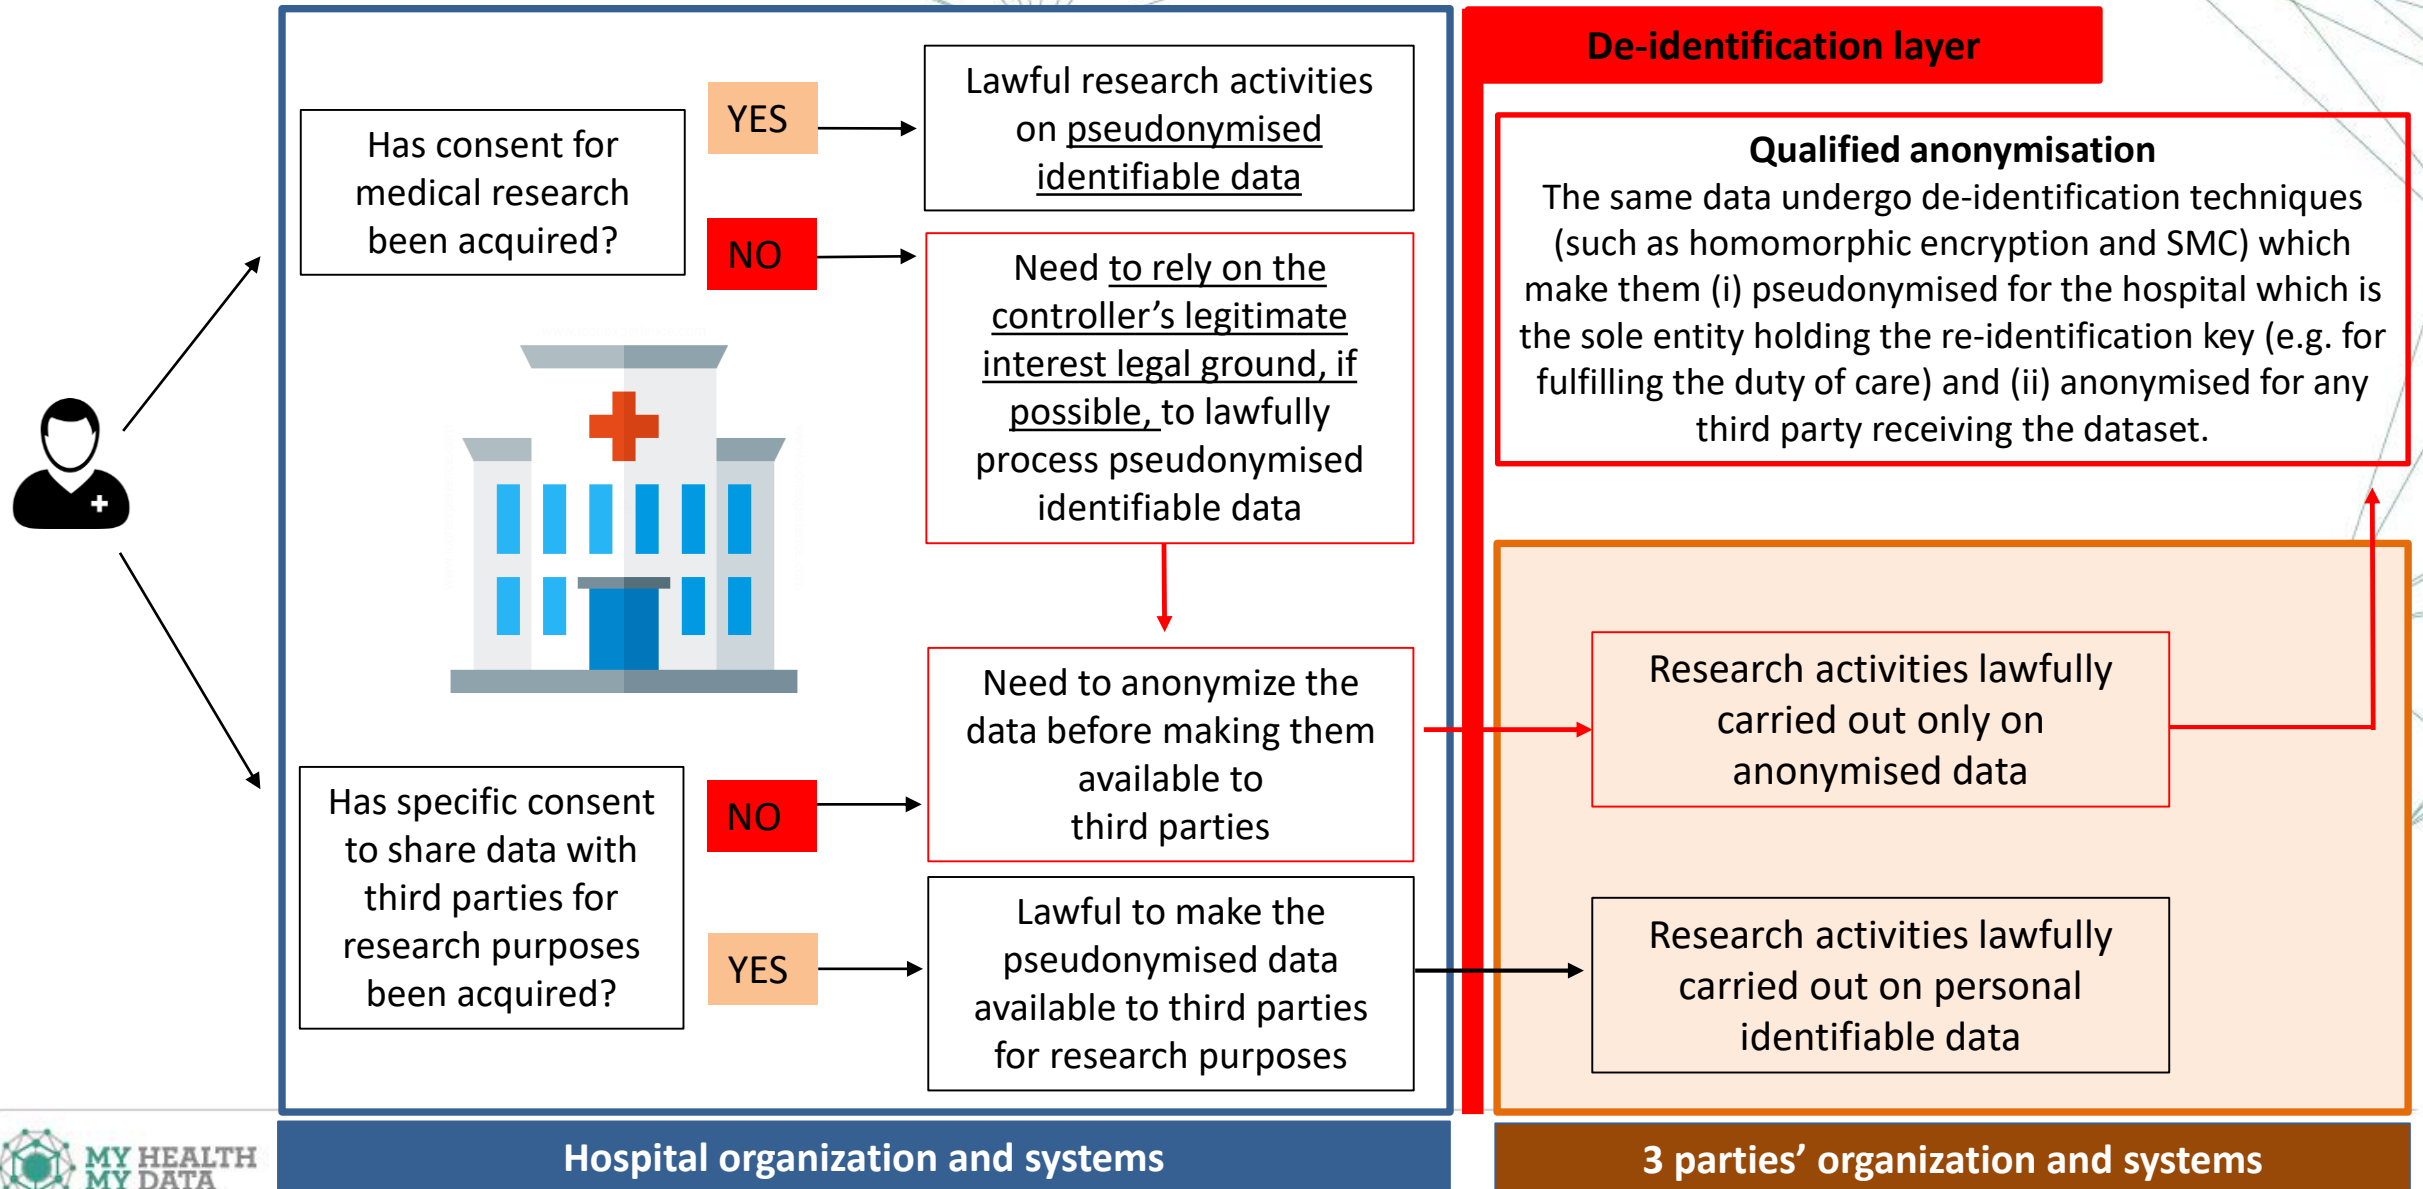 Has consent for
medical research
been acquired?
YES
Lawful research activities
on pseudonymised
identifiable data
NO
Need to rely on the
controller’s legitimate
interest legal ground, if
possible, to lawfully
process pseudonymised
identifiable data
Has specific consent
to share data with
third parties for
research purposes
been acquired?
NO
Need to anonymize the
data before making them
available to
third parties
YES
Lawful to make the
pseudonymised data
available to third parties
for research purposes
De-identification layer
Qualified anonymisation
The same data undergo de-identification techniques
(such as homomorphic encryption and SMC) which
make them (i) pseudonymised for the hospital which is
the sole entity holding the re-identification key (e.g. for
fulfilling the duty of care) and (ii) anonymised for any
third party receiving the dataset.
Research activities lawfully
carried out only on
anonymised data
Research activities lawfully
carried out on personal
identifiable data
MY HEALTH
MY DATA
Hospital organization and systems
3 parties’ organization and systems